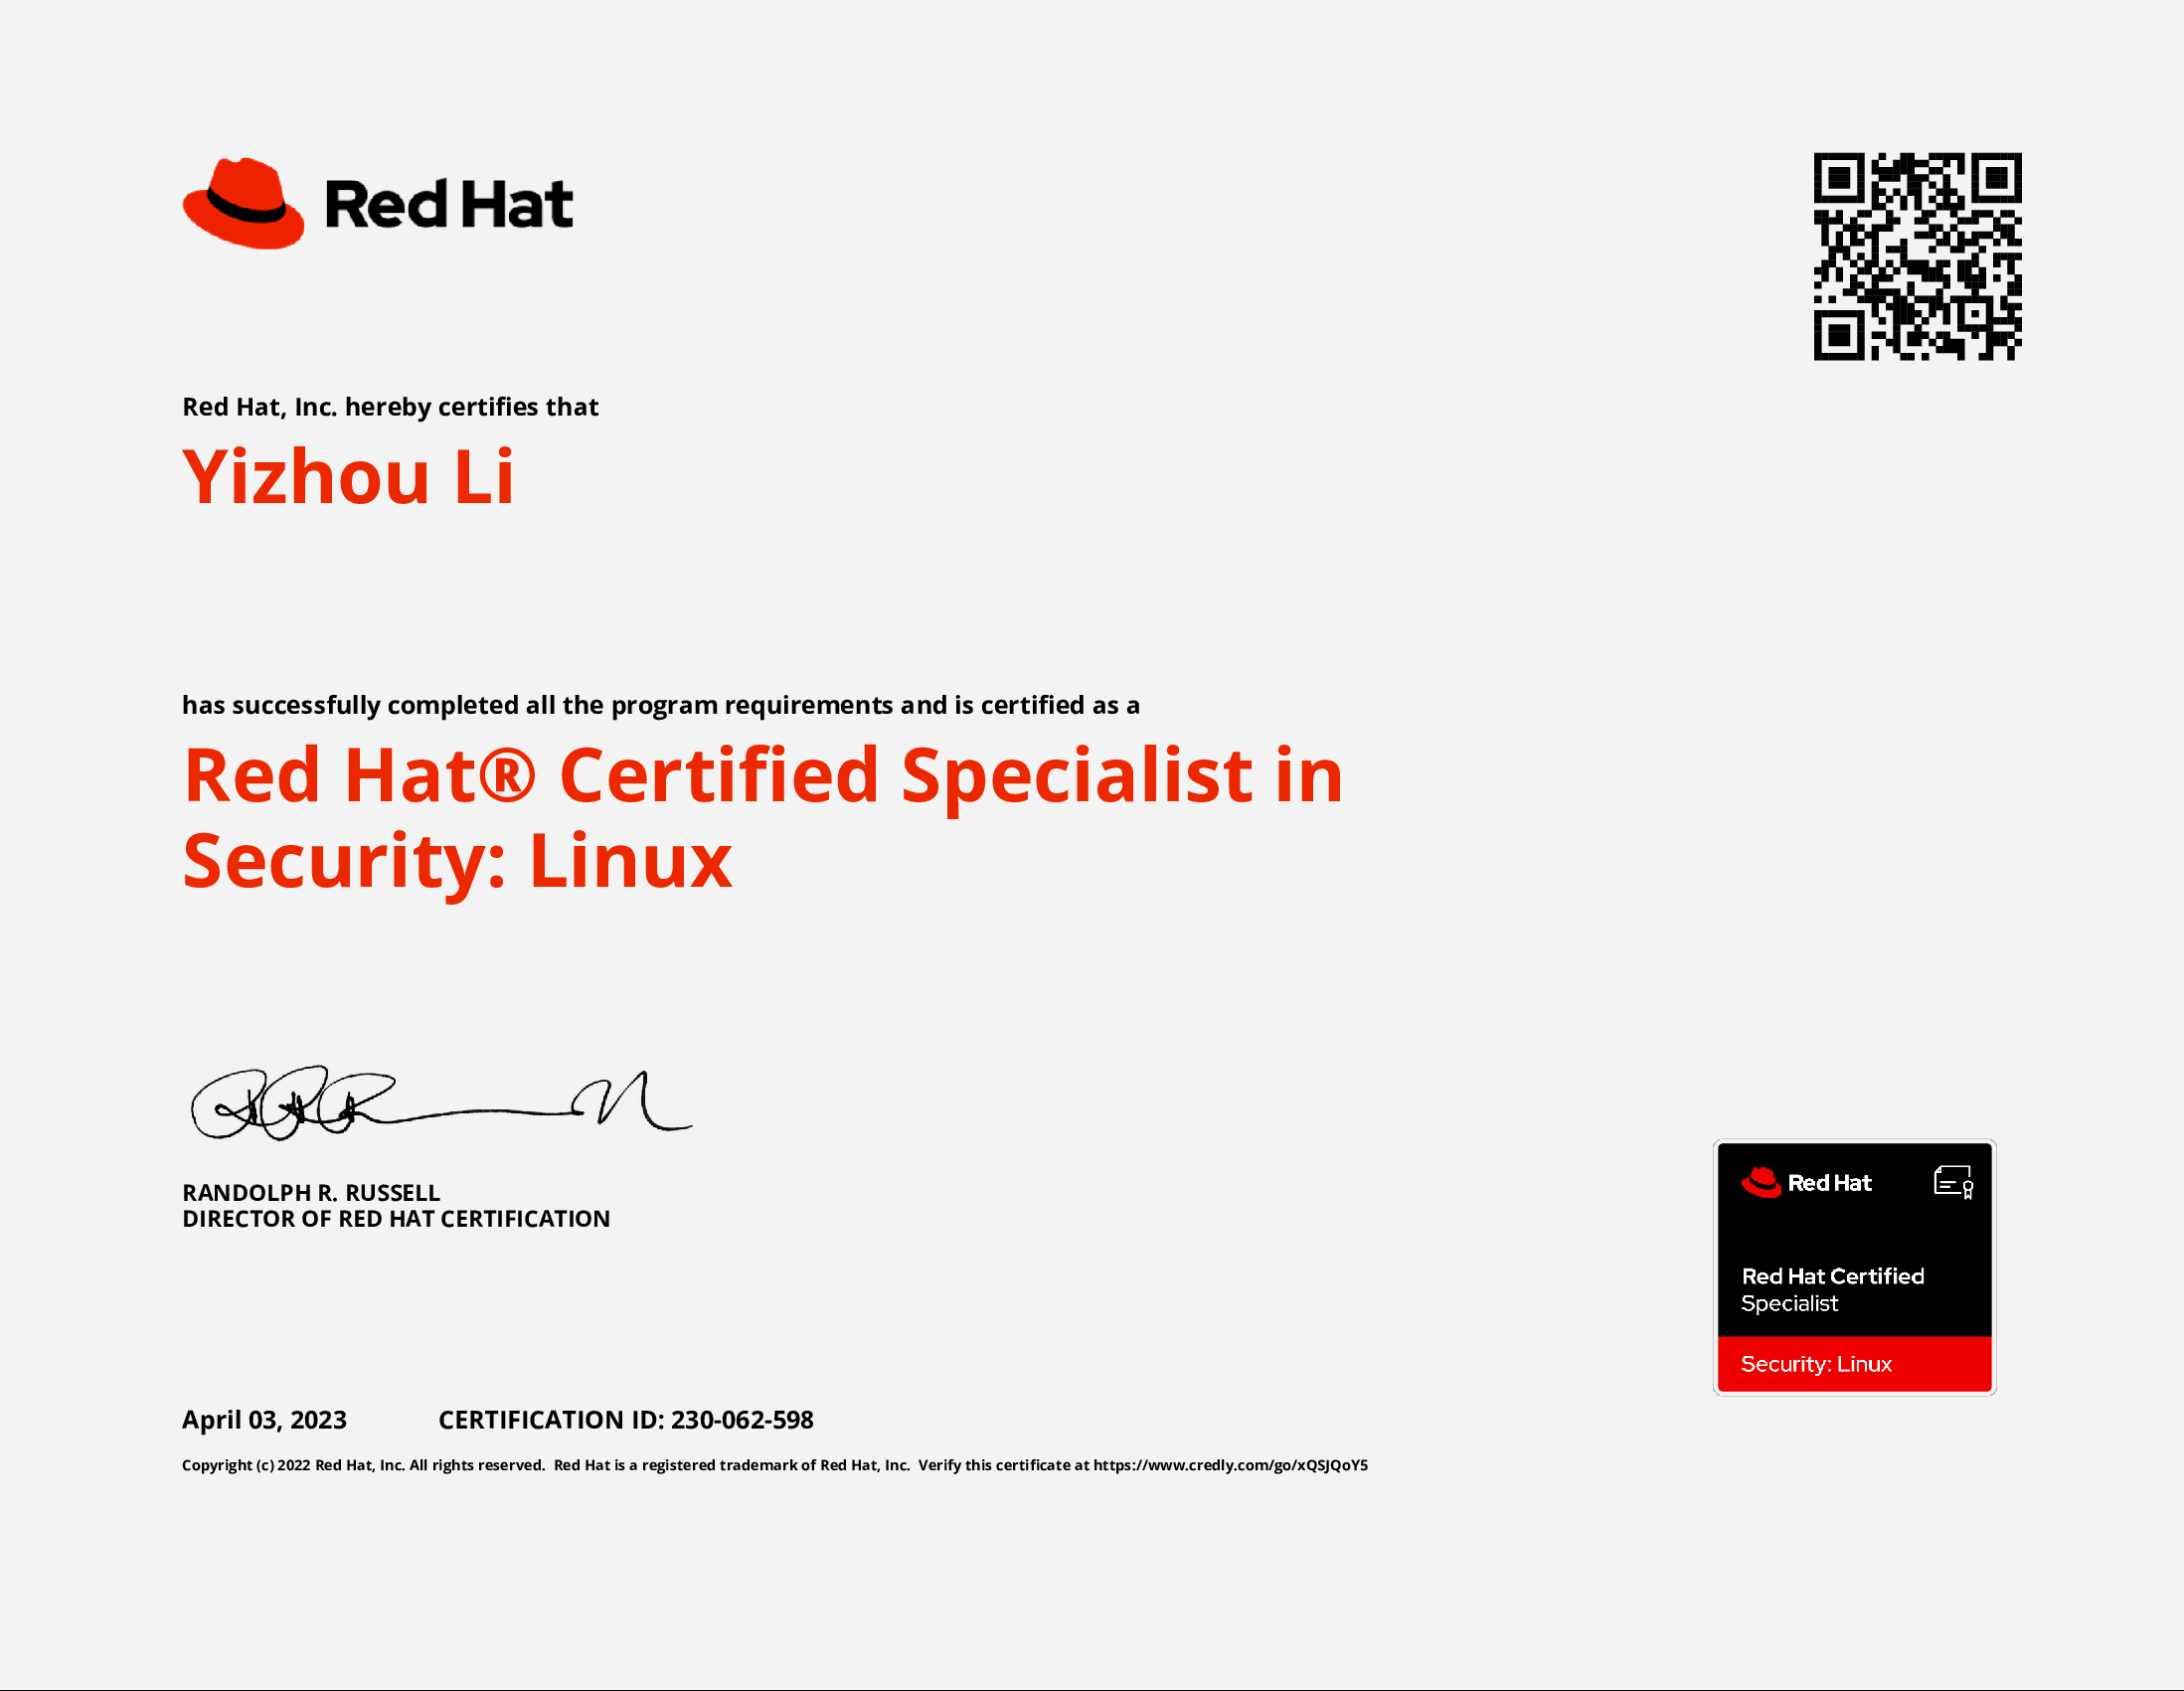 Red Hat
Red Hat, Inc. hereby certifies that
Yizhou Li
has successfully completed all the program requirements and is certified as a
Red Hat® Certified Specialist in
Security: Linux
RANDOLPH R. RUSSELL
DIRECTOR OF RED HAT CERTIFICATION
Red Hat
Red Hat Certified
Specialist
Security: Linux
April 03, 2023 CERTIFICATION ID: 230-062-598
Copyright (c) 2022 Red Hat, Inc. All rights reserved. Red Hat is a registered trademark of Red Hat, Inc. Verify this certificate at https://www.credly.com/go/xQSJQoY5